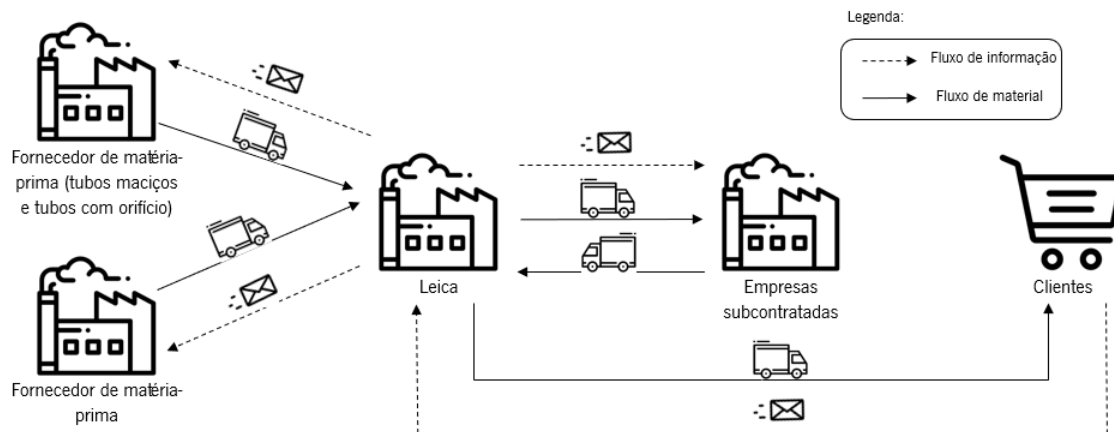 Legenda:
Fluxo de informação
Fluxo de material
Fornecedor de matéria-
prima (tubos maciços
e tubos com orifício)
Leica
Empresas
subcontratadas
Clientes
Fornecedor de matéria-
prima